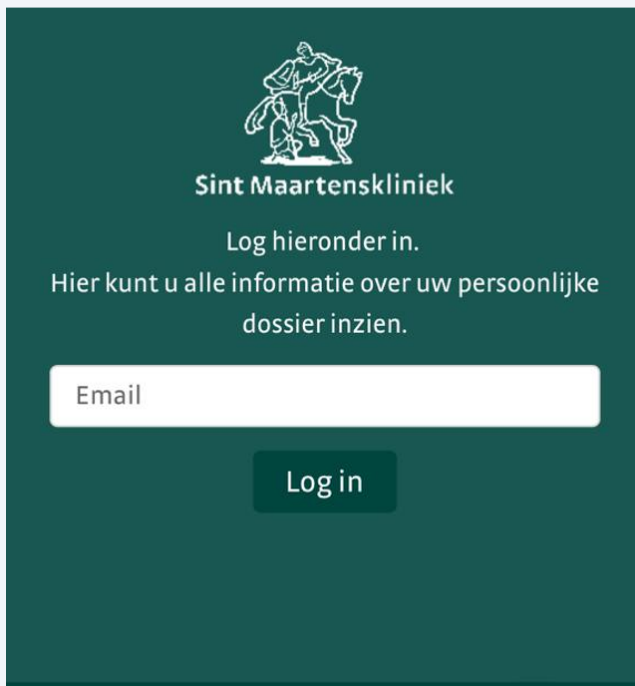 Sint Maartenskliniek
Log hieronder in.
Hier kunt u alle informatie over uw persoonlijke
dossier inzien.
Email
Log in